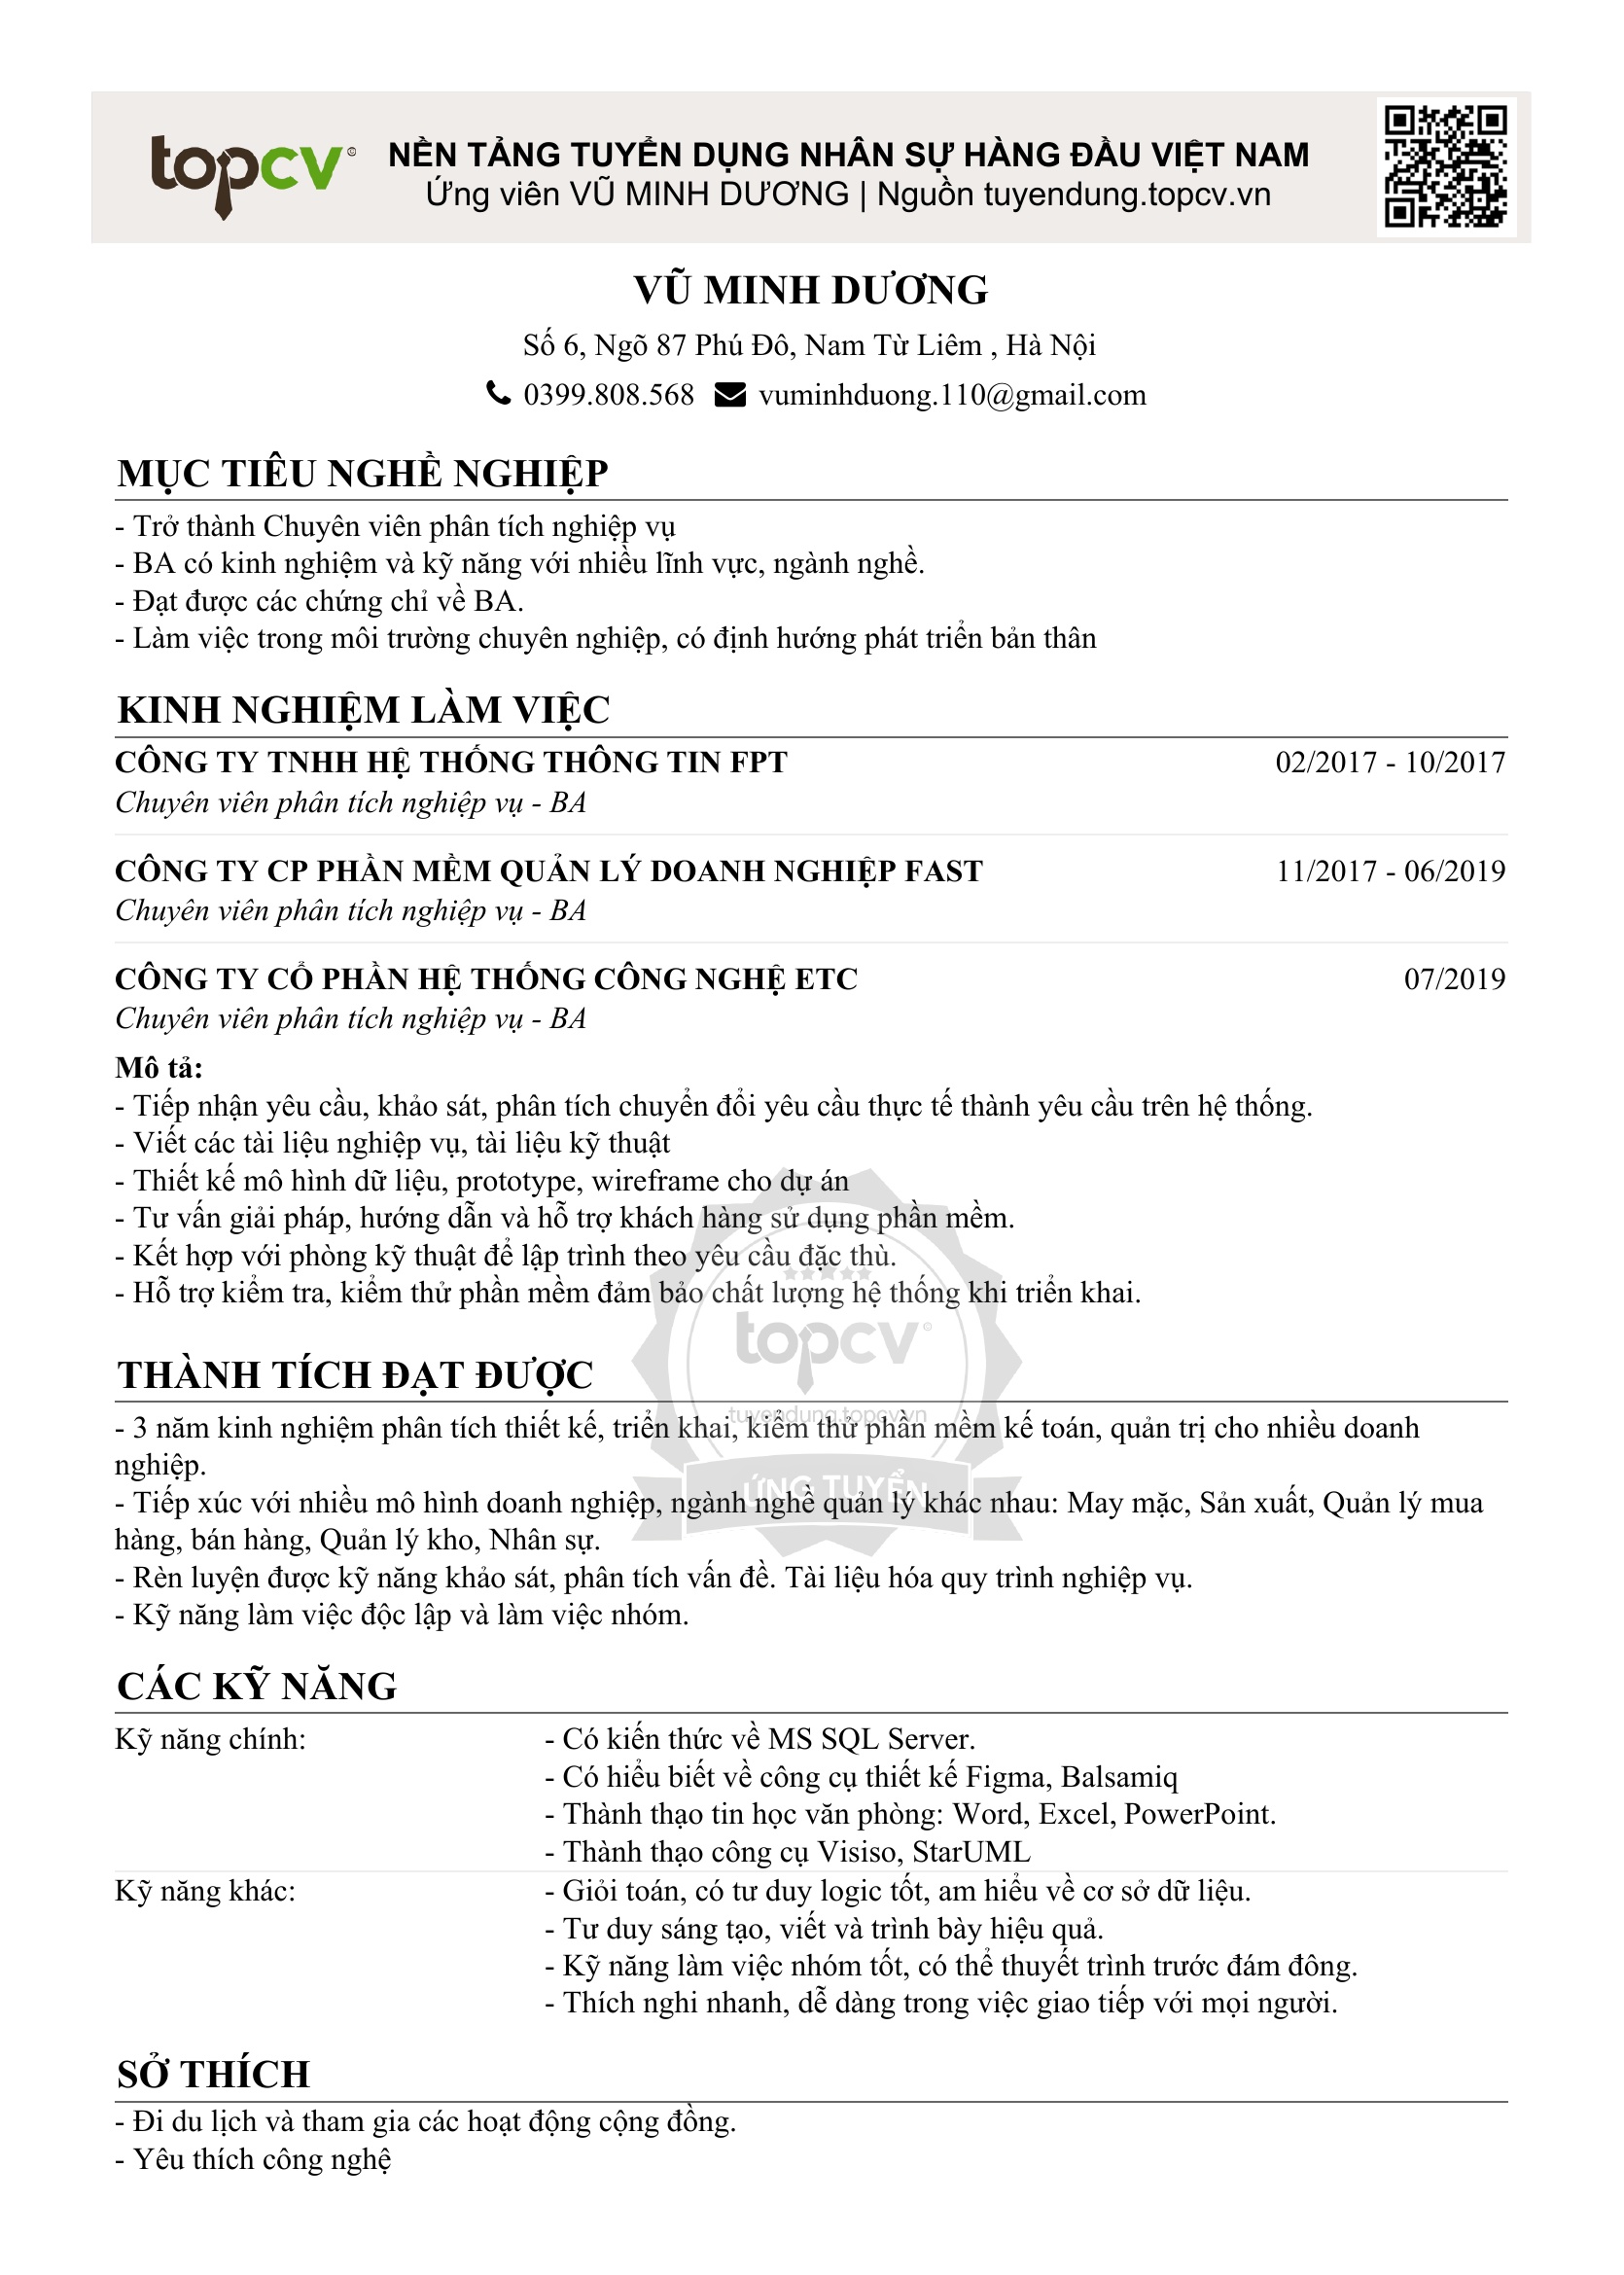 topcv
NỀN TẢNG TUYỂN DỤNG NHÂN SỰ HÀNG ĐẦU VIỆT NAM
Ứng viên VŨ MINH DƯƠNG | Nguồn tuyendung.topcv.vn
VŨ MINH DƯƠNG
Số 6, Ngõ 87 Phú Đô, Nam Từ Liêm , Hà Nội
0399.808.568 vuminhduong.110@gmail.com
MỤC TIÊU NGHỀ NGHIỆP
- Trở thành Chuyên viên phân tích nghiệp vụ
- BA có kinh nghiệm và kỹ năng với nhiều lĩnh vực, ngành nghề.
- Đạt được các chứng chỉ về BA.
- Làm việc trong môi trường chuyên nghiệp, có định hướng phát triển bản thân
KINH NGHIỆM LÀM VIỆC
CÔNG TY TNHH HỆ THỐNG THÔNG TIN FPT 02/2017 - 10/2017
Chuyên viên phân tích nghiệp vụ - BA
CÔNG TY CP PHẦN MỀM QUẢN LÝ DOANH NGHIỆP FAST 11/2017 - 06/2019
Chuyên viên phân tích nghiệp vụ - BA
CÔNG TY CỔ PHẦN HỆ THỐNG CÔNG NGHỆ ETC 07/2019
Chuyên viên phân tích nghiệp vụ - BA
Mô tả:
- Tiếp nhận yêu cầu, khảo sát, phân tích chuyển đổi yêu cầu thực tế thành yêu cầu trên hệ thống.
- Viết các tài liệu nghiệp vụ, tài liệu kỹ thuật
- Thiết kế mô hình dữ liệu, prototype, wireframe cho dự án
- Tư vấn giải pháp, hướng dẫn và hỗ trợ khách hàng sử dụng phần mềm.
- Kết hợp với phòng kỹ thuật để lập trình theo yêu cầu đặc thù.
- Hỗ trợ kiểm tra, kiểm thử phần mềm đảm bảo chất lượng hệ thống khi triển khai.
topcv
THÀNH TÍCH ĐẠT ĐƯỢC
tuyendung.topcv.vn
- 3 năm kinh nghiệm phân tích thiết kế, triển khai, kiểm thử phần mềm kế toán, quản trị cho nhiều doanh
nghiệp.
ỨNG TUYỂN
- Tiếp xúc với nhiều mô hình doanh nghiệp, ngành nghề quản lý khác nhau: May mặc, Sản xuất, Quản lý mua
hàng, bán hàng, Quản lý kho, Nhân sự.
- Rèn luyện được kỹ năng khảo sát, phân tích vấn đề. Tài liệu hóa quy trình nghiệp vụ.
- Kỹ năng làm việc độc lập và làm việc nhóm.
CÁC KỸ NĂNG
Kỹ năng chính: - Có kiến thức về MS SQL Server.
- Có hiểu biết về công cụ thiết kế Figma, Balsamiq
- Thành thạo tin học văn phòng: Word, Excel, PowerPoint.
- Thành thạo công cụ Visiso, StarUML
Kỹ năng khác: - Giỏi toán, có tư duy logic tốt, am hiểu về cơ sở dữ liệu.
- Tư duy sáng tạo, viết và trình bày hiệu quả.
- Kỹ năng làm việc nhóm tốt, có thể thuyết trình trước đám đông.
- Thích nghi nhanh, dễ dàng trong việc giao tiếp với mọi người.
SỞ THÍCH
- Đi du lịch và tham gia các hoạt động cộng đồng.
- Yêu thích công nghệ